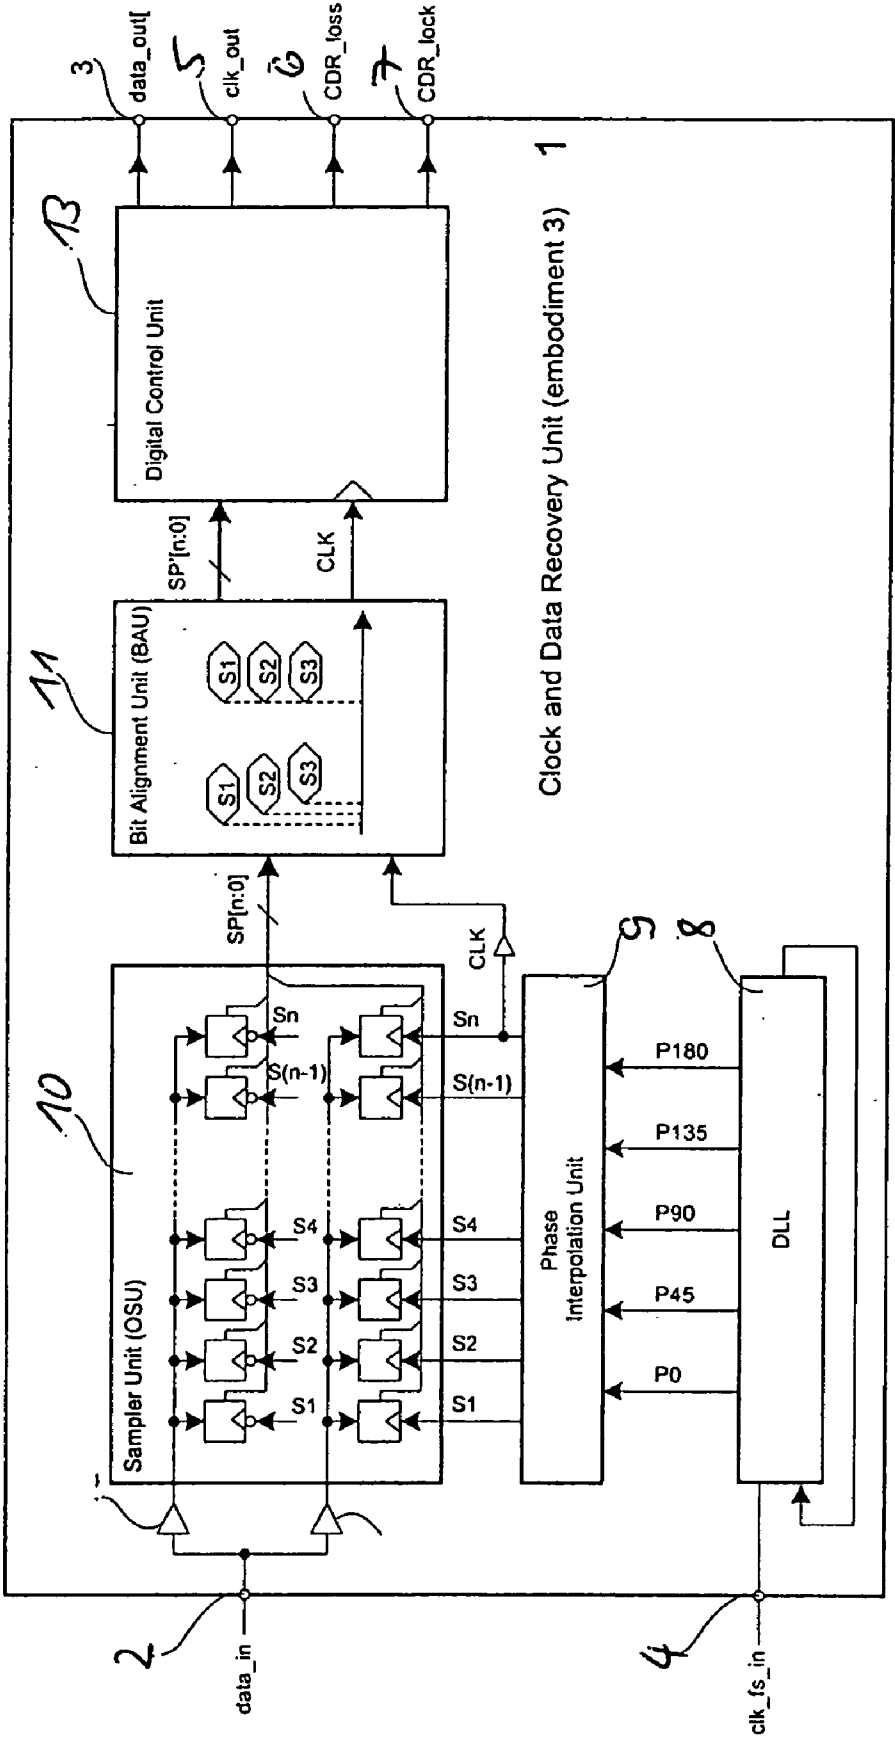 10
11
13
3
data_out[
5
clk_out
6
CDR_loss
7
CDR_lock
Sampler Unit (OSU)
S1
S2
S3
S4
S(n-1)
Sn
SP[n:0]
Bit Alignment Unit (BAU)
S1
S2
S3
S1
S2
S3
SP'[n:0]
CLK
Digital Control Unit
2
data_in
S1
S2
S3
S4
S(n-1)
Sn
CLK
Clock and Data Recovery Unit (embodiment 3)
1
Phase
Interpolation Unit
9
P0
P45
P90
P135
P180
8
DLL
4
clk_fs_in